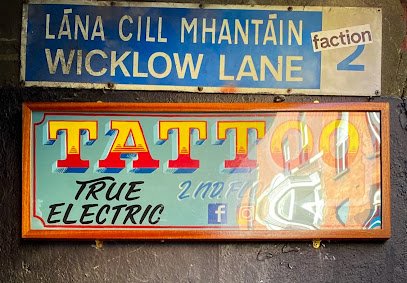 LÁNA CILL MHANTÁIN
WICKLOW LANE
faction
2
TATTOO
TRUE
ELECTRIC
2ND FL